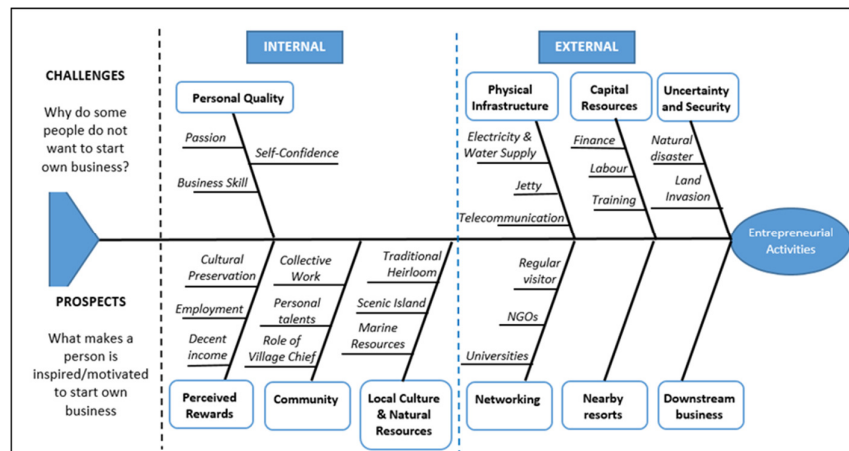 INTERNAL
EXTERNAL
CHALLENGES
Why do some
people do not
want to start
own business?
Personal Quality
Passion
Self-Confidence
Business Skill
Physical
Infrastructure
Electricity &
Water Supply
Jetty
Telecommunication
Capital
Resources
Finance
Labour
Training
Uncertainty
and Security
Natural
disaster
Land
Invasion
Entrepreneurial
Activities
PROSPECTS
What makes a
person is
inspired/motivated
to start own
business
Cultural
Preservation
Employment
Decent
income
Perceived
Rewards
Collective
Work
Personal
talents
Role of
Village Chief
Community
Traditional
Heirloom
Scenic Island
Marine
Resources
Local Culture
& Natural
Resources
Regular
visitor
NGOs
Universities
Networking
Nearby
resorts
Downstream
business